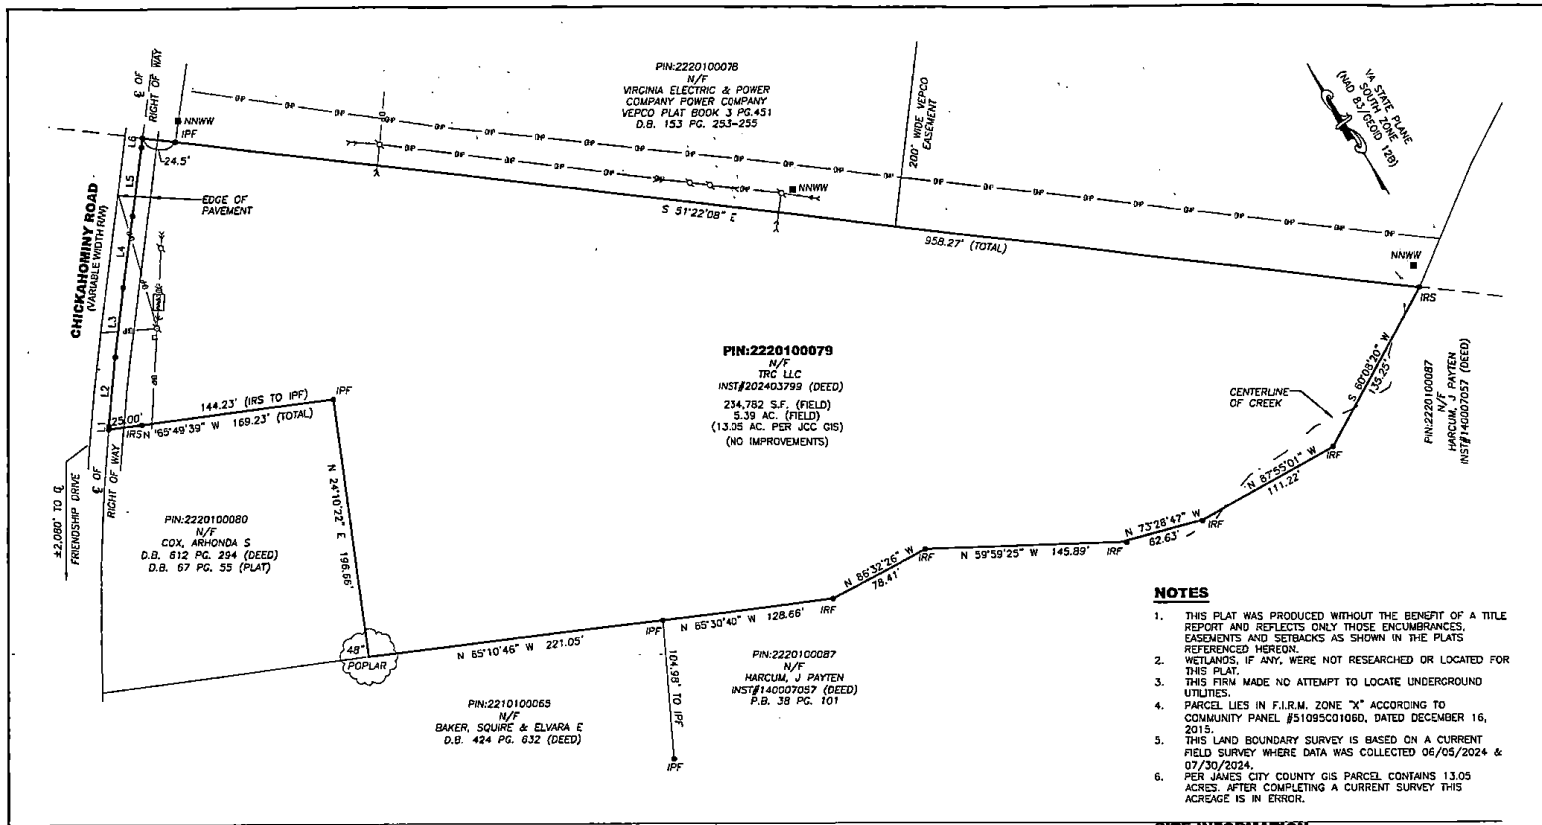 PIN:2220100078
N/F
VIRGINIA ELECTRIC & POWER
COMPANY POWER COMPANY
VEPCO PLAT BOOK 3 PG.451
D.B. 153 PG. 253-255
200' WIDE VEPCO
EASEMENT
VA STATE PLANE
SOUTH ZONE
(NAD 83/GEOID 12B)
℄ OF
RIGHT OF WAY
NNWW
IPF
24.5'
L6
L5
L4
L3
L2
L1
EDGE OF
PAVEMENT
CHICKAHOMINY ROAD
(VARIABLE WIDTH R/W)
OHP
NNWW
S 51°22'08" E
958.27' (TOTAL)
NNWW
IRS
S 60°08'20" W
135.25'
CENTERLINE
OF CREEK
PIN:2220100087
N/F
HARCUM, J PAYTEN
INST#140007057 (DEED)
PIN:2220100079
N/F
TRC LLC
INST#202403799 (DEED)
234,782 S.F. (FIELD)
5.39 AC. (FIELD)
(13.05 AC. PER JCC GIS)
(NO IMPROVEMENTS)
144.23' (IRS TO IPF)
IPF
25.00'
IRS
N 65°49'39" W 169.23' (TOTAL)
℄ OF
RIGHT OF WAY
±2,080' TO ℄
FRIENDSHIP DRIVE
N 24°10'22" E 196.66'
PIN:2220100080
N/F
COX, ARHONDA S
D.B. 612 PG. 294 (DEED)
D.B. 67 PG. 55 (PLAT)
48"
POPLAR
N 65°10'46" W 221.05'
IPF
N 65°30'40" W 128.66'
IRF
N 86°32'26" W
78.41'
IRF
N 59°59'25" W 145.89'
IRF
N 73°28'47" W
62.63'
IRF
N 87°55'01" W
111.22'
IRF
104.98' TO IPF
IPF
PIN:2220100087
N/F
HARCUM, J PAYTEN
INST#140007057 (DEED)
P.B. 38 PG. 101
PIN:2210100065
N/F
BAKER, SQUIRE & ELVARA E
D.B. 424 PG. 632 (DEED)
NOTES
1. THIS PLAT WAS PRODUCED WITHOUT THE BENEFIT OF A TITLE
REPORT AND REFLECTS ONLY THOSE ENCUMBRANCES,
EASEMENTS AND SETBACKS AS SHOWN IN THE PLATS
REFERENCED HEREON.
2. WETLANDS, IF ANY, WERE NOT RESEARCHED OR LOCATED FOR
THIS PLAT.
3. THIS FIRM MADE NO ATTEMPT TO LOCATE UNDERGROUND
UTILITIES.
4. PARCEL LIES IN F.I.R.M. ZONE "X" ACCORDING TO
COMMUNITY PANEL #51095C0106D, DATED DECEMBER 16,
2015.
5. THIS LAND BOUNDARY SURVEY IS BASED ON A CURRENT
FIELD SURVEY WHERE DATA WAS COLLECTED 06/05/2024 &
07/30/2024.
6. PER JAMES CITY COUNTY GIS PARCEL CONTAINS 13.05
ACRES. AFTER COMPLETING A CURRENT SURVEY THIS
ACREAGE IS IN ERROR.
SITE INFORMATION